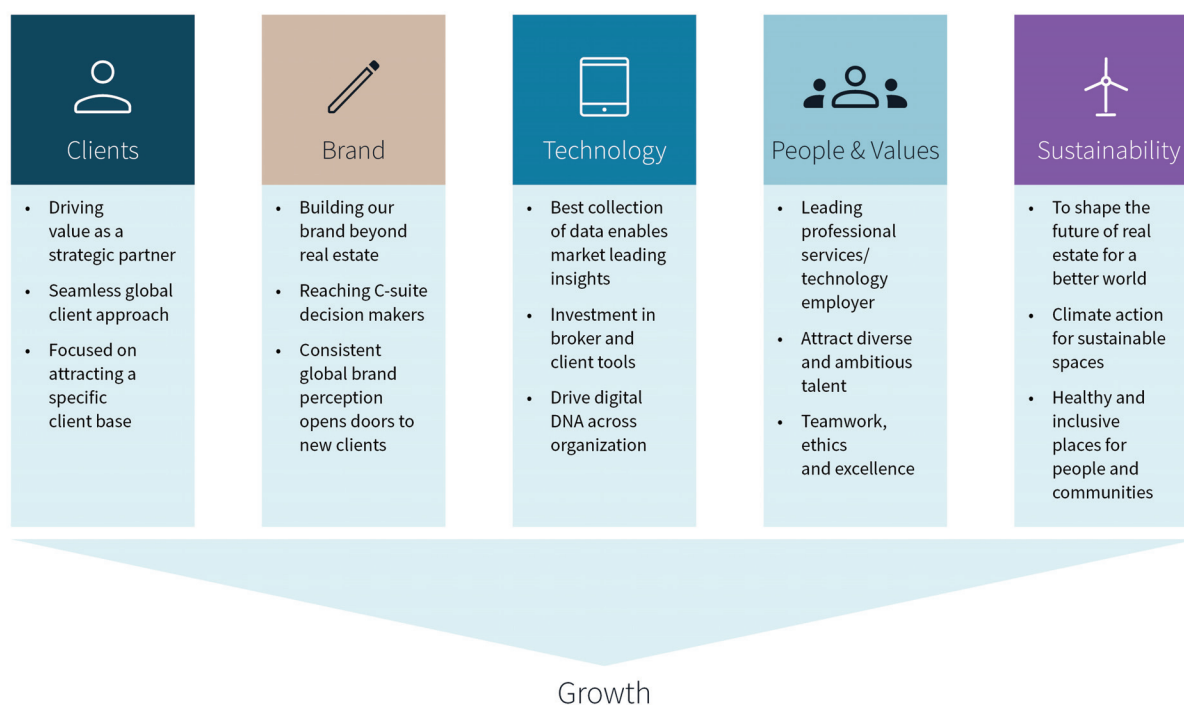 Clients
• Driving
value as a
strategic partner
• Seamless global
client approach
• Focused on
attracting a
specific
client base
Brand
• Building our
brand beyond
real estate
• Reaching C-suite
decision makers
• Consistent
global brand
perception
opens doors to
new clients
Technology
• Best collection
of data enables
market leading
insights
• Investment in
broker and
client tools
• Drive digital
DNA across
organization
People & Values
• Leading
professional
services/
technology
employer
• Attract diverse
and ambitious
talent
• Teamwork,
ethics
and excellence
Sustainability
• To shape the
future of real
estate for a
better world
• Climate action
for sustainable
spaces
• Healthy and
inclusive
places for
people and
communities
Growth